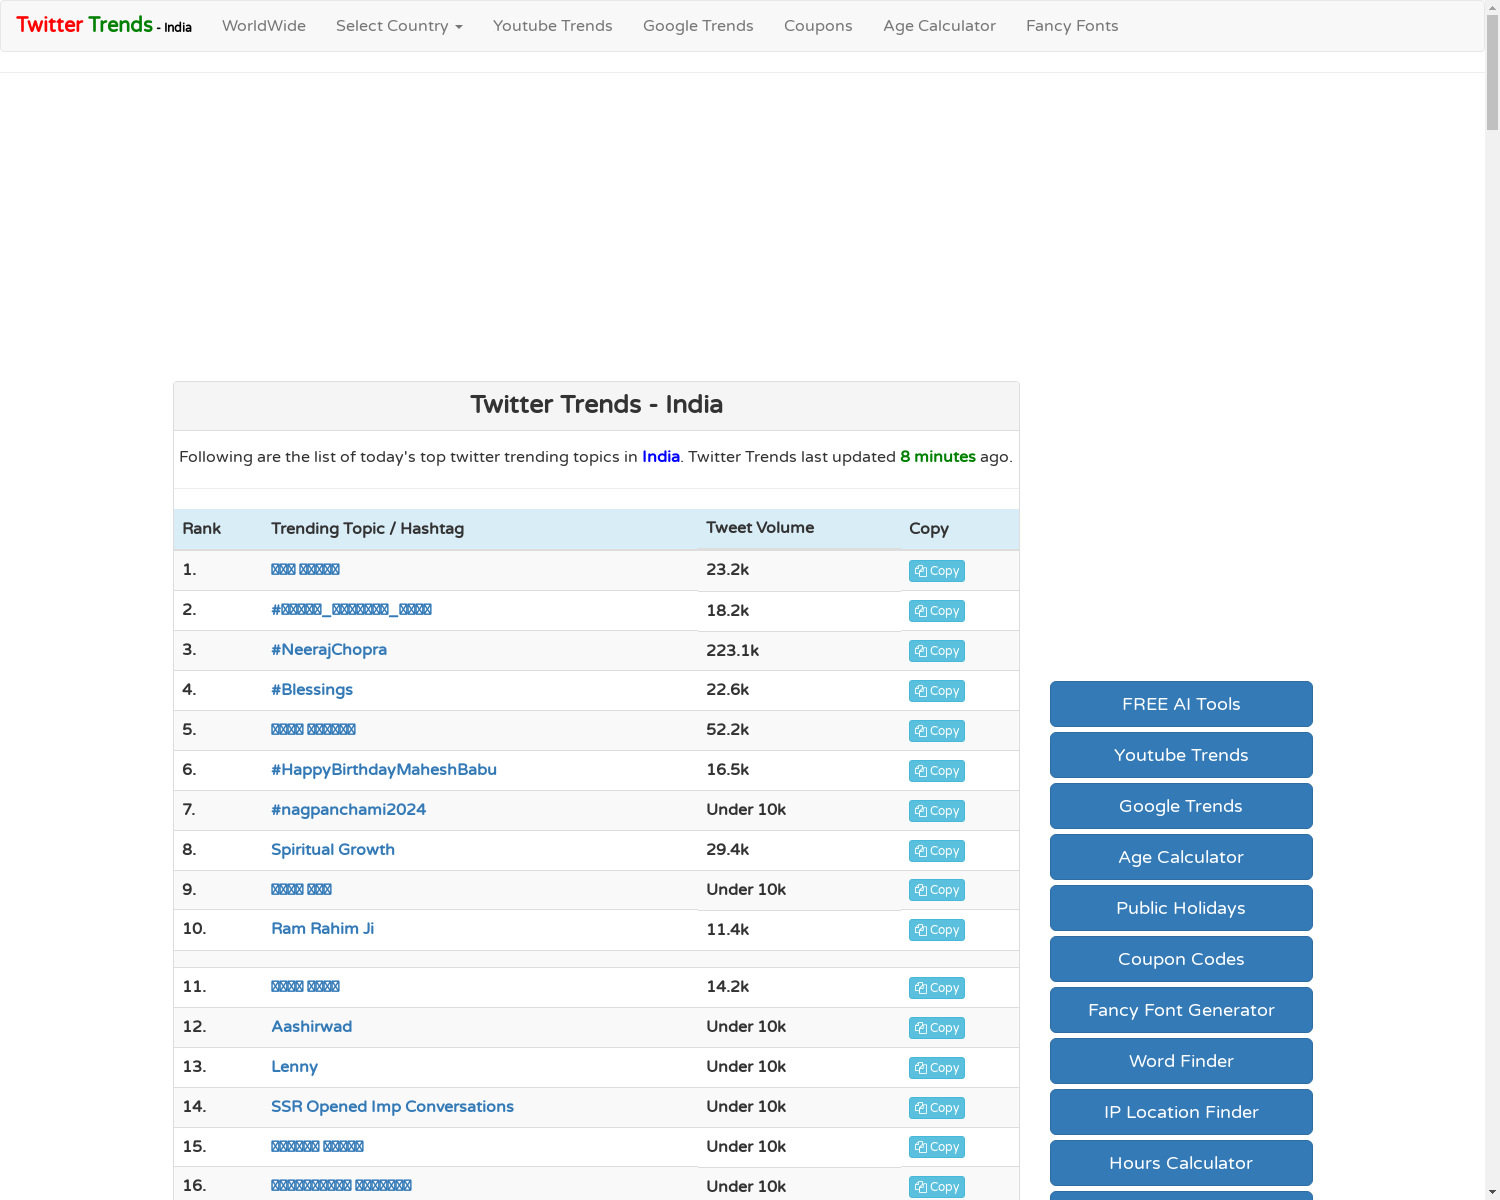 Twitter Trends - India WorldWide Select Country Youtube Trends Google Trends Coupons Age Calculator Fancy Fonts
Twitter Trends - India
Following are the list of today's top twitter trending topics in India. Twitter Trends last updated 8 minutes ago.
Rank Trending Topic / Hashtag Tweet Volume Copy
1. 23.2k Copy
2. 18.2k Copy
3. #NeerajChopra 223.1k Copy
4. #Blessings 22.6k Copy
5. 52.2k Copy
6. #HappyBirthdayMaheshBabu 16.5k Copy
7. #nagpanchami2024 Under 10k Copy
8. Spiritual Growth 29.4k Copy
9. Under 10k Copy
10. Ram Rahim Ji 11.4k Copy
11. 14.2k Copy
12. Aashirwad Under 10k Copy
13. Lenny Under 10k Copy
14. SSR Opened Imp Conversations Under 10k Copy
15. Under 10k Copy
16. Under 10k Copy
FREE AI Tools
Youtube Trends
Google Trends
Age Calculator
Public Holidays
Coupon Codes
Fancy Font Generator
Word Finder
IP Location Finder
Hours Calculator